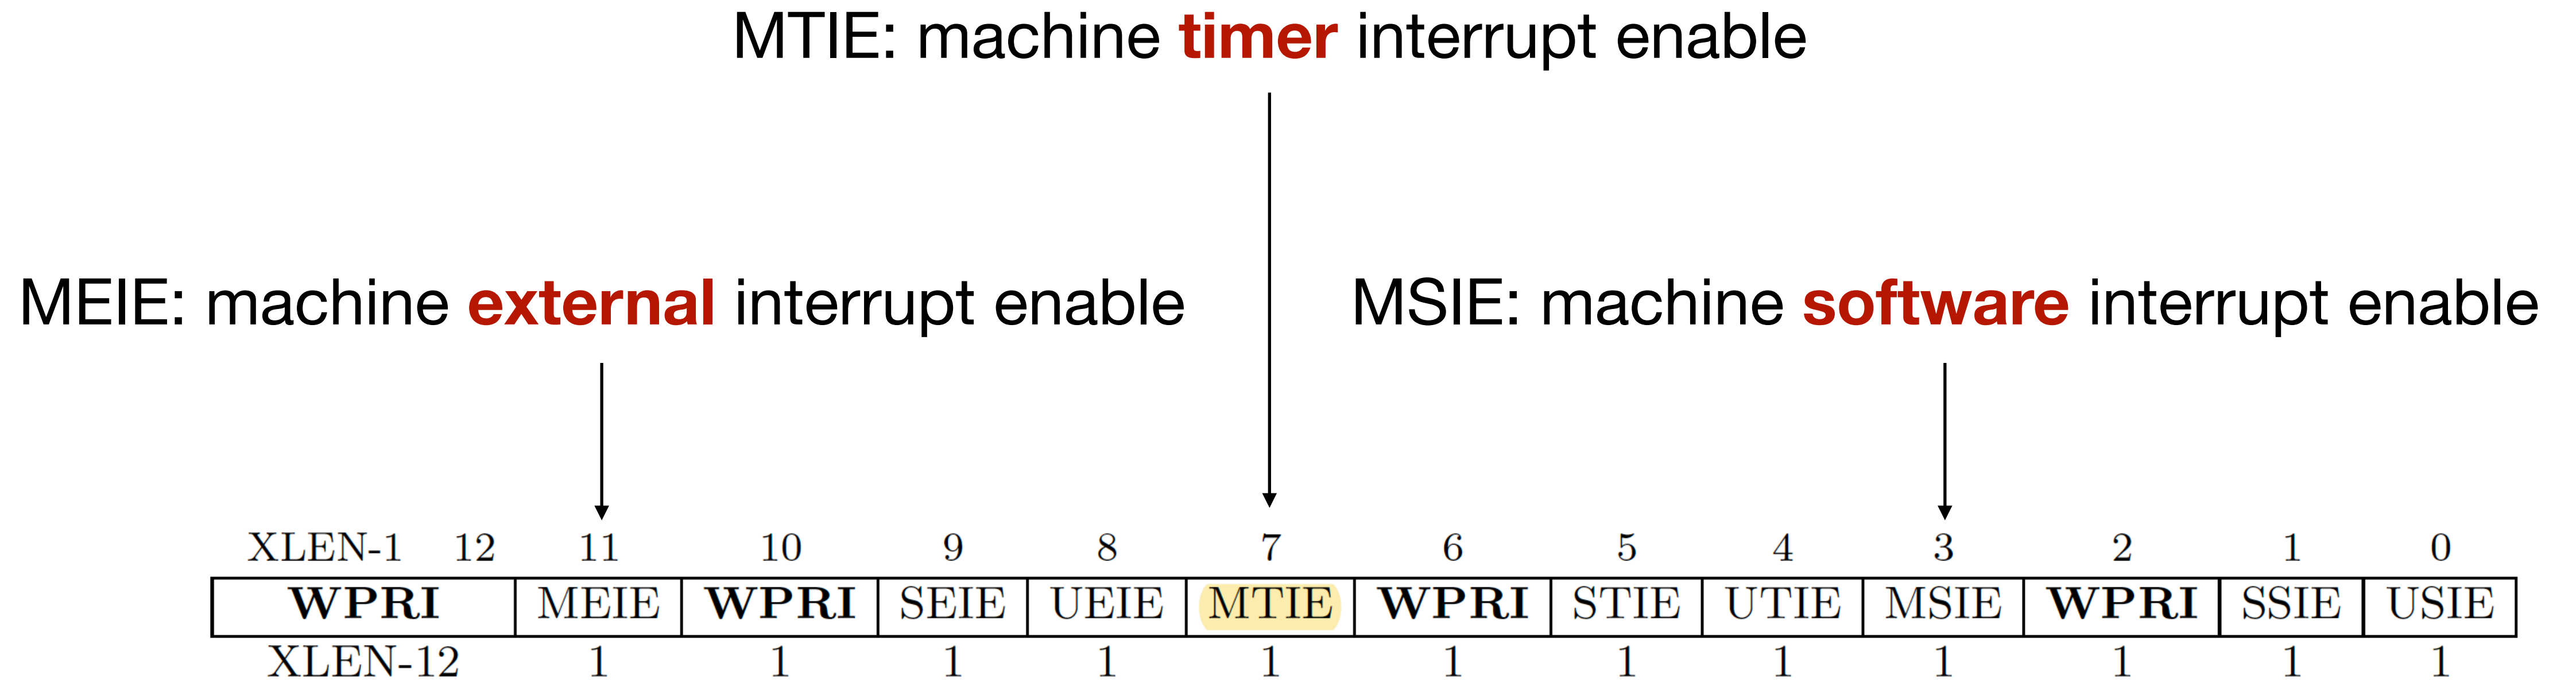 MTIE: machine timer interrupt enable
MEIE: machine external interrupt enable
MSIE: machine software interrupt enable
XLEN-1 12 11 10 9 8 7 6 5 4 3 2 1 0
WPRI MEIE WPRI SEIE UEIE MTIE WPRI STIE UTIE MSIE WPRI SSIE USIE
XLEN-12 1 1 1 1 1 1 1 1 1 1 1 1